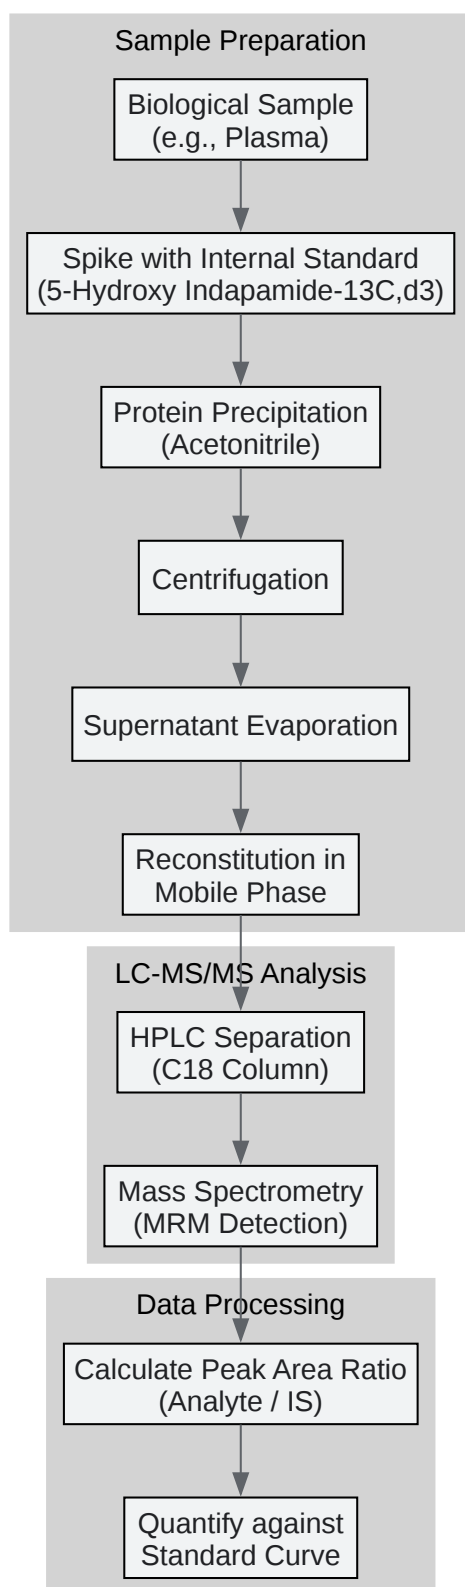 Sample Preparation
Biological Sample
(e.g., Plasma)
Spike with Internal Standard
(5-Hydroxy Indapamide-13C,d3)
Protein Precipitation
(Acetonitrile)
Centrifugation
Supernatant Evaporation
Reconstitution in
Mobile Phase
LC-MS/MS Analysis
HPLC Separation
(C18 Column)
Mass Spectrometry
(MRM Detection)
Data Processing
Calculate Peak Area Ratio
(Analyte / IS)
Quantify against
Standard Curve